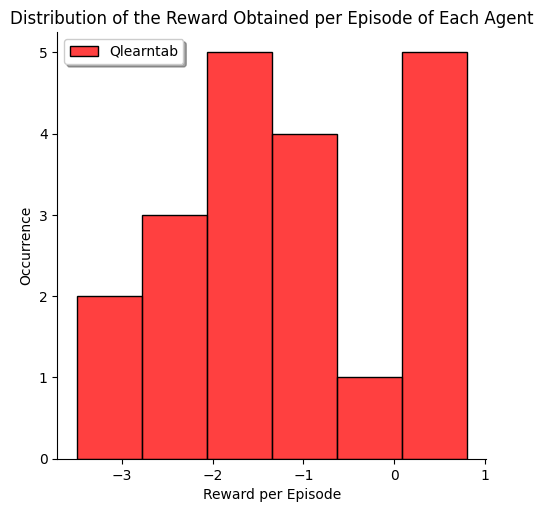 Distribution of the Reward Obtained per Episode of Each Agent
Qlearntab
5
4
3
2
1
0
Occurrence
−3
−2
−1
0
1
Reward per Episode